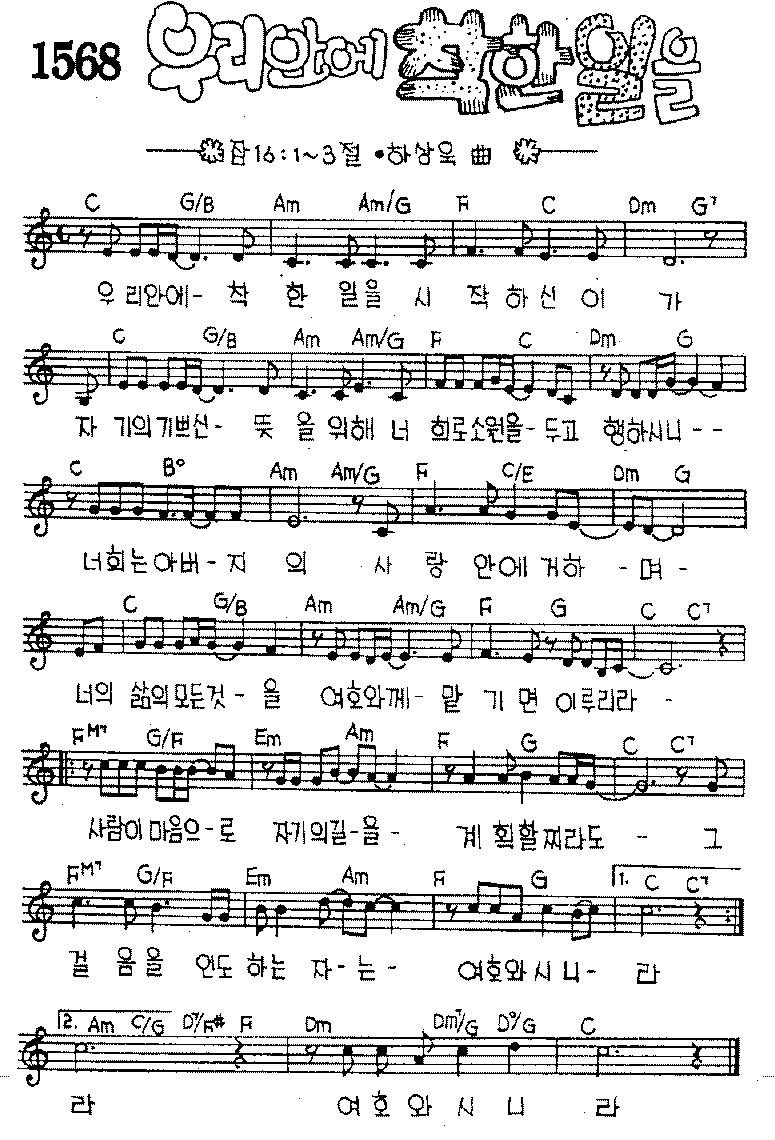 1568 우리안에 착한 일을
잠16:1~3절 •하상욱 曲
C G/B Am Am/G F C Dm G7
우 리안에- 착 한 일을 시 작하신 이 가
C G/B Am Am/G F C Dm G
자 기의기쁘신- 뜻 을 위해 너 희로소원을- 두고 행하시니 - -
C B° Am Am/G F C/E Dm G
너희는아버- 지 의 사 랑 안에 거하 - 며 -
C G/B Am Am/G F G C C7
너의 삶의모든것 - 을 여호와께- 맡 기 면 이루리라 -
FM7 G/F Em Am F G C C7
사람이 마음으-로 자기의길-을- 계 획할찌라도 - 그
FM7 G/F Em Am F G 1. C C7
걸 음을 인도 하는 자-는- 여호와시니- 라
2. Am C/G D7/F# F Dm Dm7/G D°/G C
라 여 호 와 시 니 라